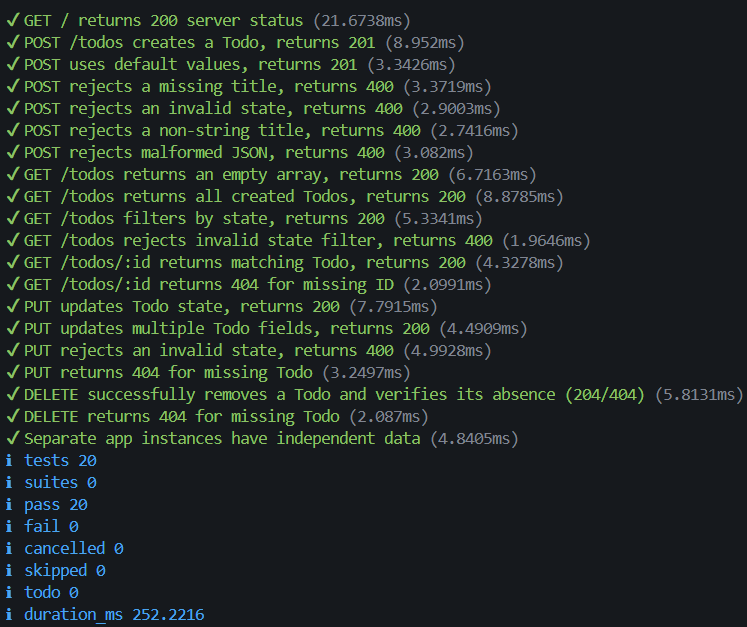 ✔ GET / returns 200 server status (21.6738ms)
✔ POST /todos creates a Todo, returns 201 (8.952ms)
✔ POST uses default values, returns 201 (3.3426ms)
✔ POST rejects a missing title, returns 400 (3.3719ms)
✔ POST rejects an invalid state, returns 400 (2.9003ms)
✔ POST rejects a non-string title, returns 400 (2.7416ms)
✔ POST rejects malformed JSON, returns 400 (3.082ms)
✔ GET /todos returns an empty array, returns 200 (6.7163ms)
✔ GET /todos returns all created Todos, returns 200 (8.8785ms)
✔ GET /todos filters by state, returns 200 (5.3341ms)
✔ GET /todos rejects invalid state filter, returns 400 (1.9646ms)
✔ GET /todos/:id returns matching Todo, returns 200 (4.3278ms)
✔ GET /todos/:id returns 404 for missing ID (2.0991ms)
✔ PUT updates Todo state, returns 200 (7.7915ms)
✔ PUT updates multiple Todo fields, returns 200 (4.4909ms)
✔ PUT rejects an invalid state, returns 400 (4.9928ms)
✔ PUT returns 404 for missing Todo (3.2497ms)
✔ DELETE successfully removes a Todo and verifies its absence (204/404) (5.8131ms)
✔ DELETE returns 404 for missing Todo (2.087ms)
✔ Separate app instances have independent data (4.8405ms)
ℹ tests 20
ℹ suites 0
ℹ pass 20
ℹ fail 0
ℹ cancelled 0
ℹ skipped 0
ℹ todo 0
ℹ duration_ms 252.2216